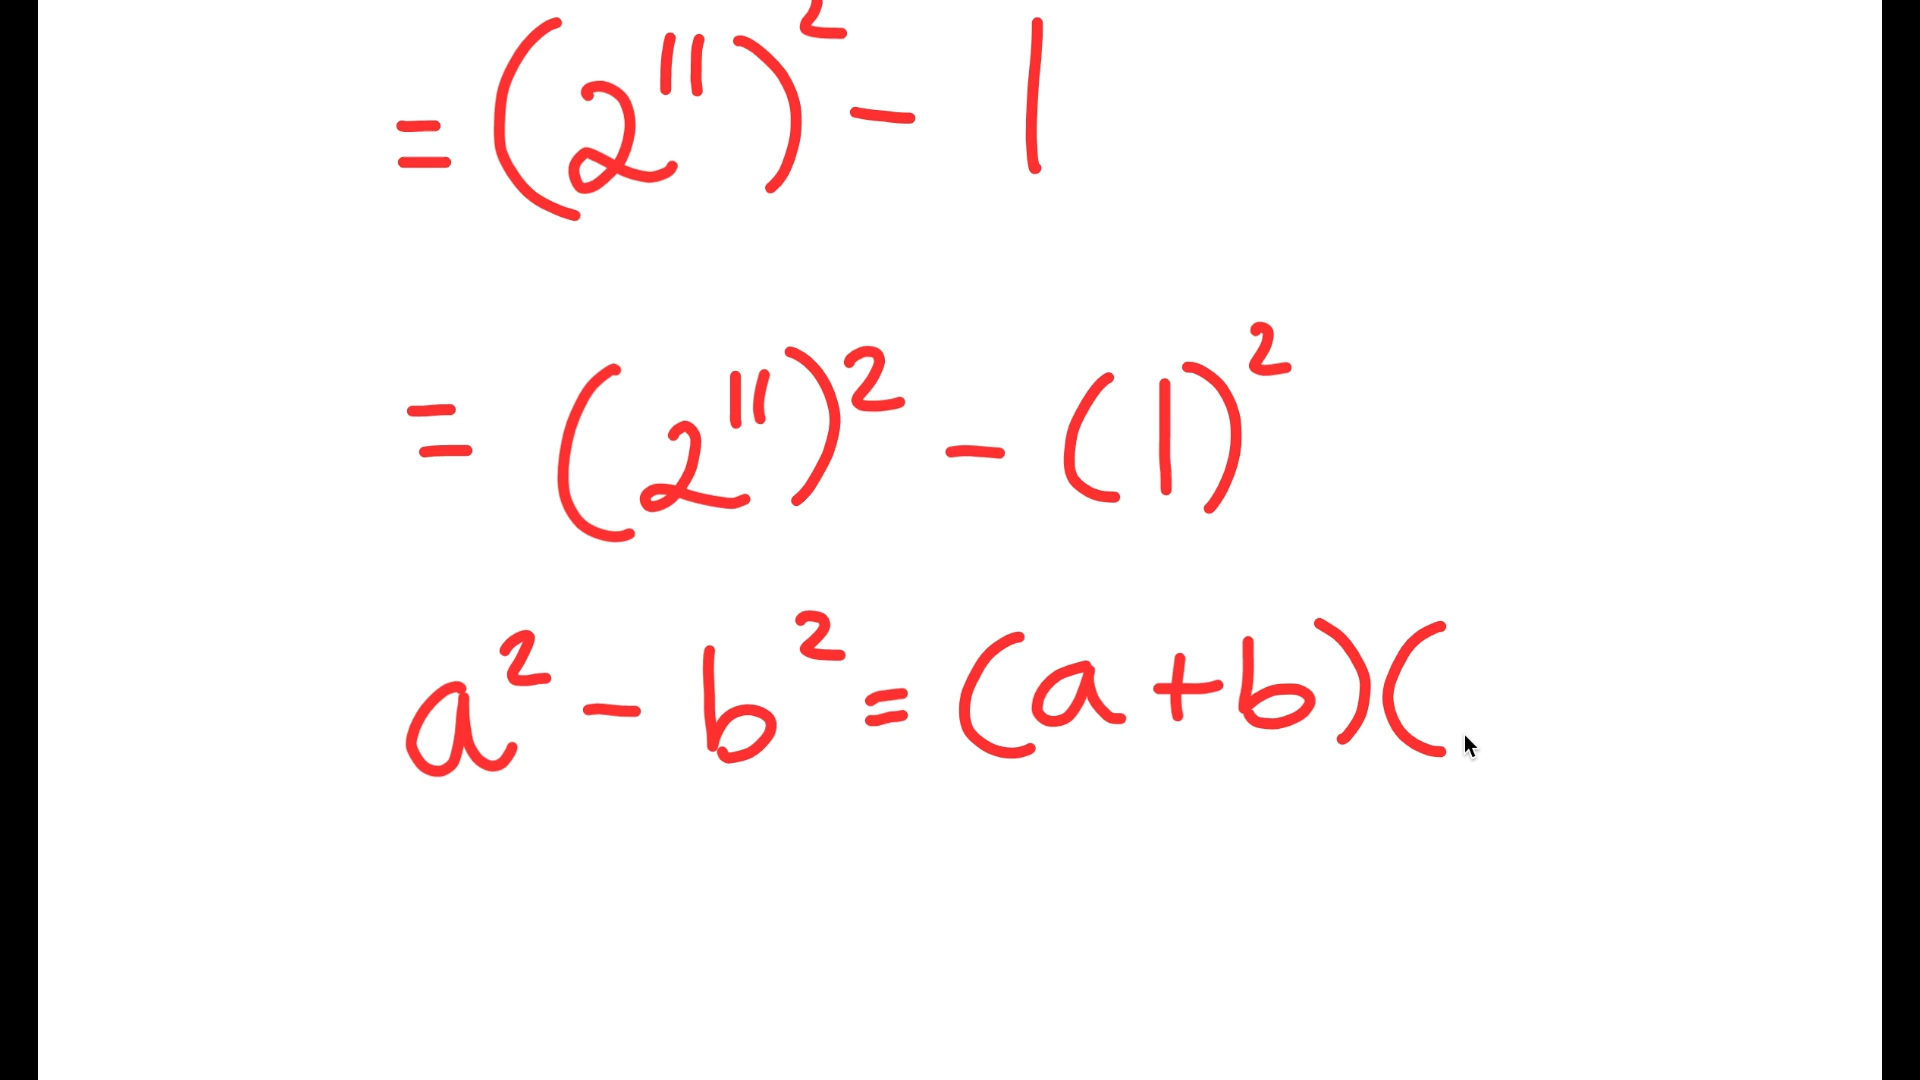 = (2¹¹)² - 1
= (2¹¹)² - (1)²
a² - b² = (a+b)(